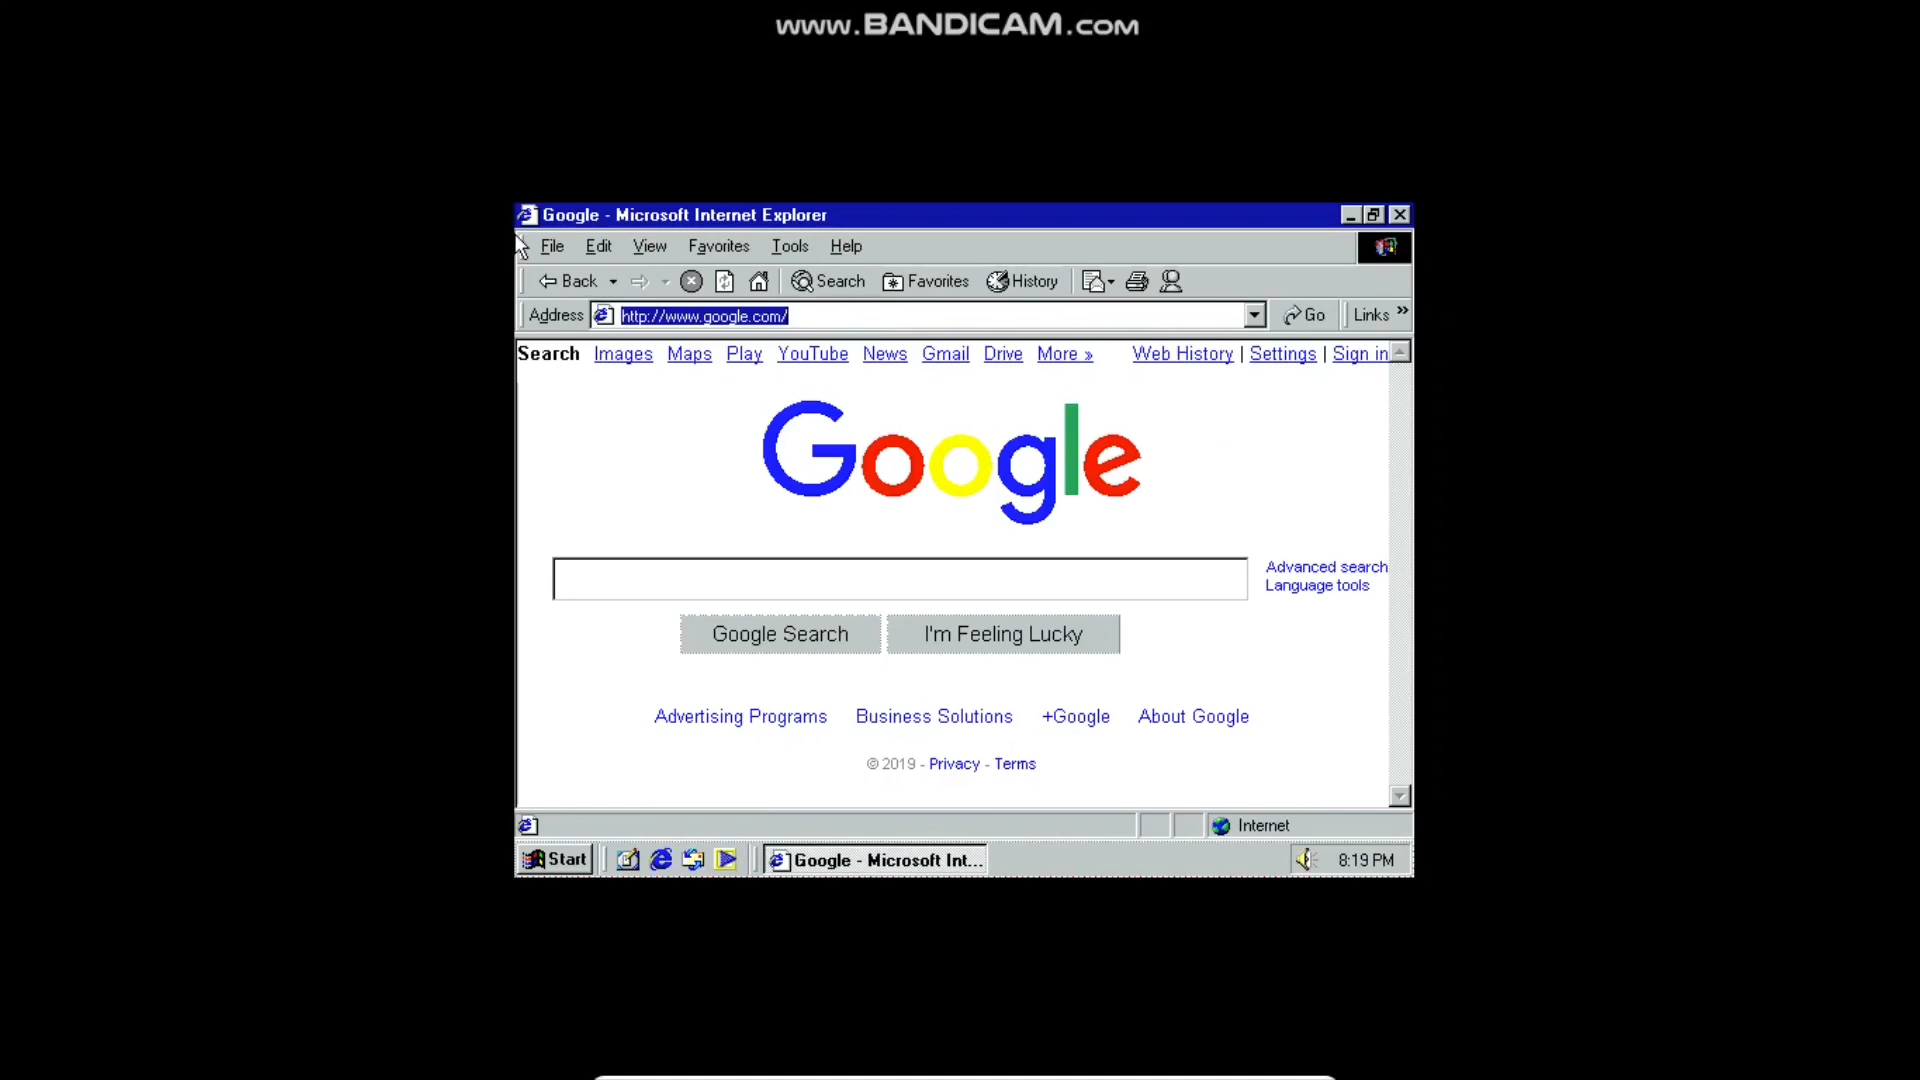 www.BANDICAM.com
Google - Microsoft Internet Explorer
File Edit View Favorites Tools Help
Back Search Favorites History
Address http://www.google.com/ Go Links »
Search Images Maps Play YouTube News Gmail Drive More » Web History | Settings | Sign in
Google
Advanced search
Language tools
Google Search I'm Feeling Lucky
Advertising Programs Business Solutions +Google About Google
© 2019 - Privacy - Terms
Internet
Start Google - Microsoft Int... 8:19 PM